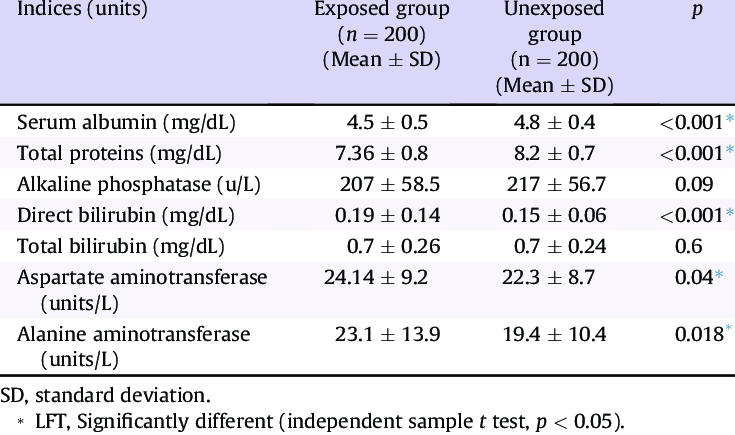 Indices (units) Exposed group Unexposed p
(n = 200) group
(Mean ± SD) (n = 200)
(Mean ± SD)
Serum albumin (mg/dL) 4.5 ± 0.5 4.8 ± 0.4 <0.001*
Total proteins (mg/dL) 7.36 ± 0.8 8.2 ± 0.7 <0.001*
Alkaline phosphatase (u/L) 207 ± 58.5 217 ± 56.7 0.09
Direct bilirubin (mg/dL) 0.19 ± 0.14 0.15 ± 0.06 <0.001*
Total bilirubin (mg/dL) 0.7 ± 0.26 0.7 ± 0.24 0.6
Aspartate aminotransferase 24.14 ± 9.2 22.3 ± 8.7 0.04*
(units/L)
Alanine aminotransferase 23.1 ± 13.9 19.4 ± 10.4 0.018*
(units/L)
SD, standard deviation.
* LFT, Significantly different (independent sample t test, p < 0.05).